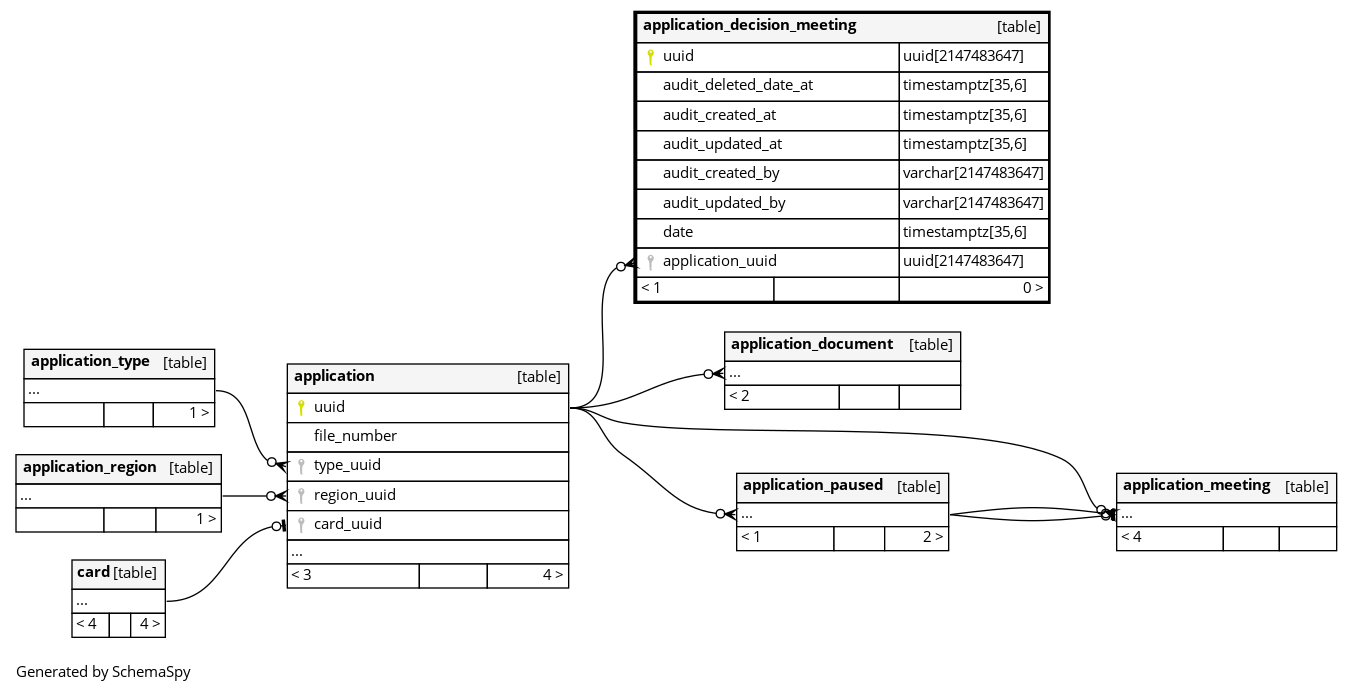 application_decision_meeting [table]
uuid uuid[2147483647]
audit_deleted_date_at timestamptz[35,6]
audit_created_at timestamptz[35,6]
audit_updated_at timestamptz[35,6]
audit_created_by varchar[2147483647]
audit_updated_by varchar[2147483647]
date timestamptz[35,6]
application_uuid uuid[2147483647]
< 1 0 >
application_type [table]
...
1 >
application_region [table]
...
1 >
card [table]
...
< 4 4 >
application [table]
uuid
file_number
type_uuid
region_uuid
card_uuid
...
< 3 4 >
application_document [table]
...
< 2
application_paused [table]
...
< 1 2 >
application_meeting [table]
...
< 4
Generated by SchemaSpy